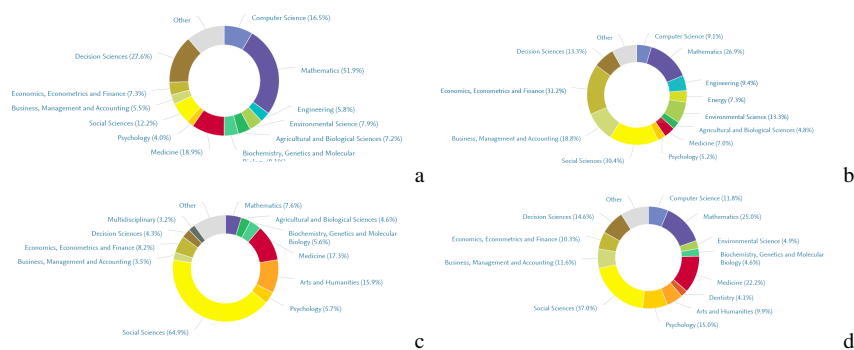 Other
Computer Science (16.5%)
Decision Sciences (27.6%)
Mathematics (51.9%)
Economics, Econometrics and Finance (7.3%)
Business, Management and Accounting (5.5%)
Engineering (5.8%)
Social Sciences (12.2%)
Environmental Science (7.9%)
Psychology (4.0%)
Agricultural and Biological Sciences (7.2%)
Medicine (18.9%)
Biochemistry, Genetics and Molecular
a
Other
Computer Science (9.1%)
Decision Sciences (13.3%)
Mathematics (26.9%)
Engineering (9.4%)
Economics, Econometrics and Finance (31.2%)
Energy (7.3%)
Environmental Science (13.3%)
Agricultural and Biological Sciences (4.8%)
Business, Management and Accounting (18.8%)
Medicine (7.0%)
Psychology (5.2%)
Social Sciences (30.4%)
b
Other
Mathematics (7.6%)
Multidisciplinary (3.2%)
Agricultural and Biological Sciences (4.6%)
Decision Sciences (4.3%)
Biochemistry, Genetics and Molecular
Biology (5.6%)
Economics, Econometrics and Finance (8.2%)
Medicine (17.3%)
Business, Management and Accounting (3.5%)
Arts and Humanities (15.9%)
Psychology (5.7%)
Social Sciences (64.9%)
c
Other
Computer Science (11.8%)
Decision Sciences (14.6%)
Mathematics (25.0%)
Economics, Econometrics and Finance (10.3%)
Environmental Science (4.9%)
Biochemistry, Genetics and Molecular
Biology (4.6%)
Business, Management and Accounting (11.6%)
Medicine (22.2%)
Dentistry (4.1%)
Social Sciences (37.0%)
Arts and Humanities (9.9%)
Psychology (15.0%)
d